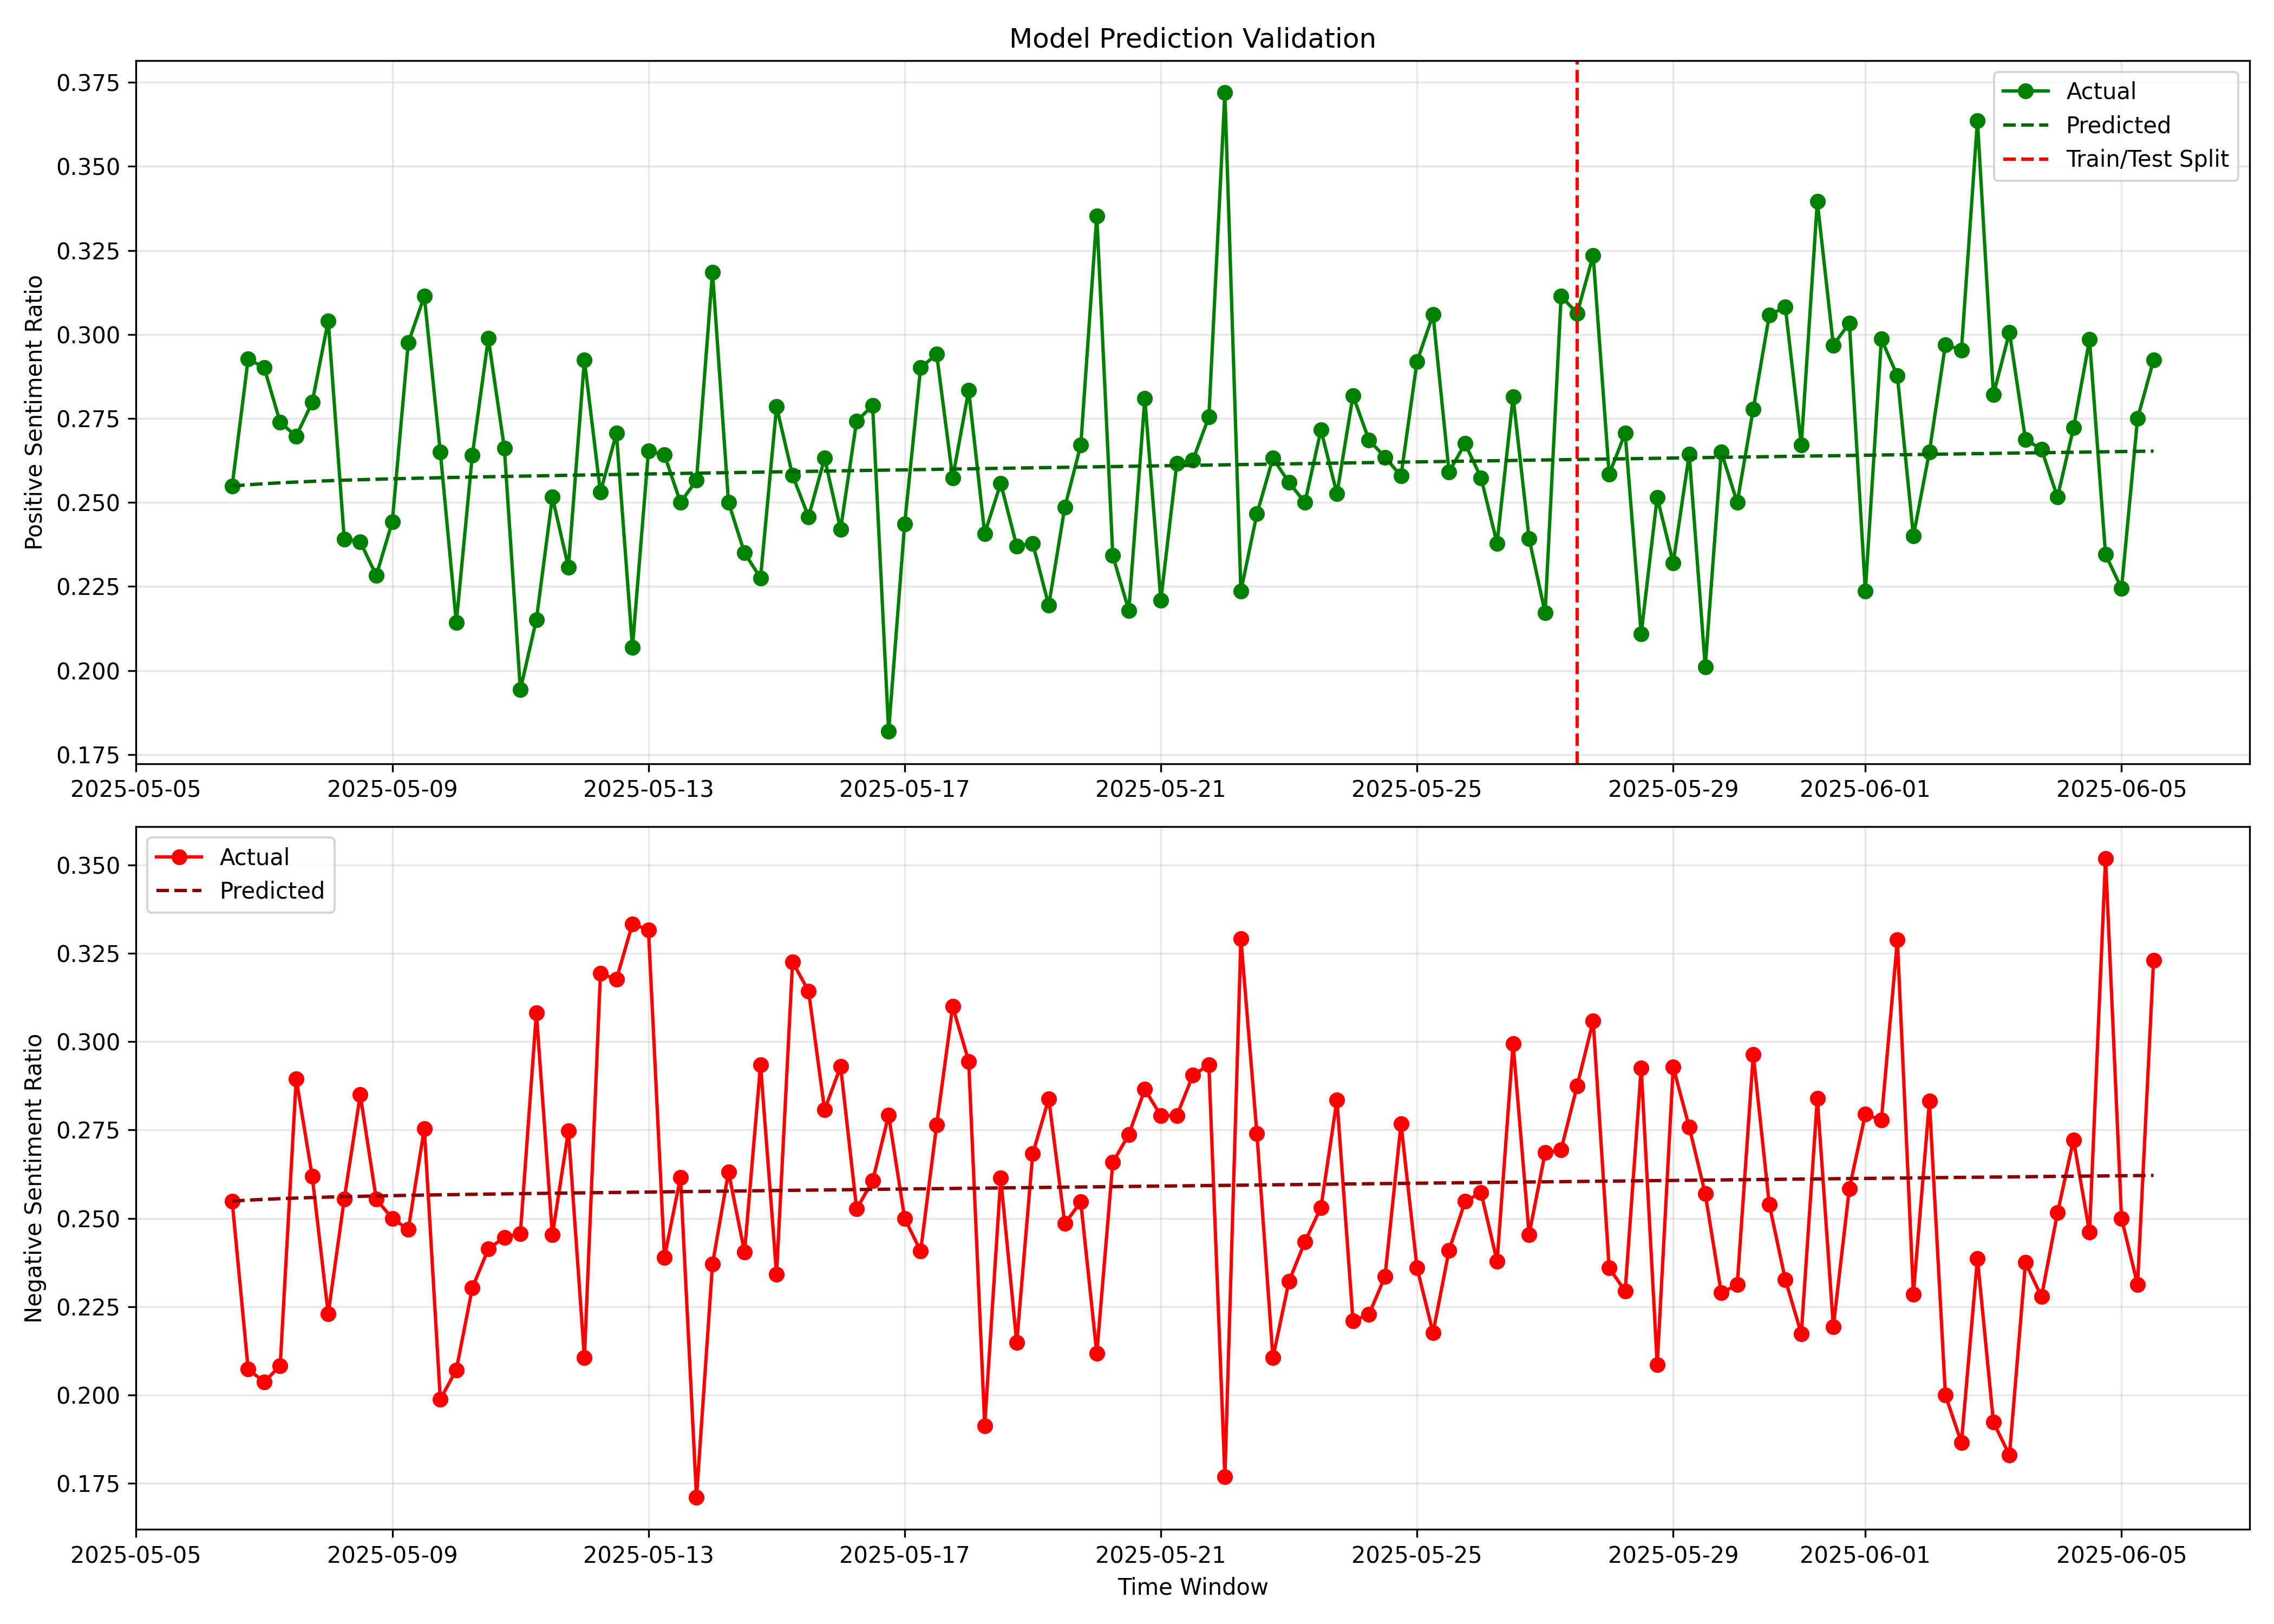 Model Prediction Validation
Positive Sentiment Ratio
0.375
0.350
0.325
0.300
0.275
0.250
0.225
0.200
0.175
Actual
Predicted
Train/Test Split
2025-05-05 2025-05-09 2025-05-13 2025-05-17 2025-05-21 2025-05-25 2025-05-29 2025-06-01 2025-06-05
Negative Sentiment Ratio
0.350
0.325
0.300
0.275
0.250
0.225
0.200
0.175
Actual
Predicted
2025-05-05 2025-05-09 2025-05-13 2025-05-17 2025-05-21 2025-05-25 2025-05-29 2025-06-01 2025-06-05
Time Window